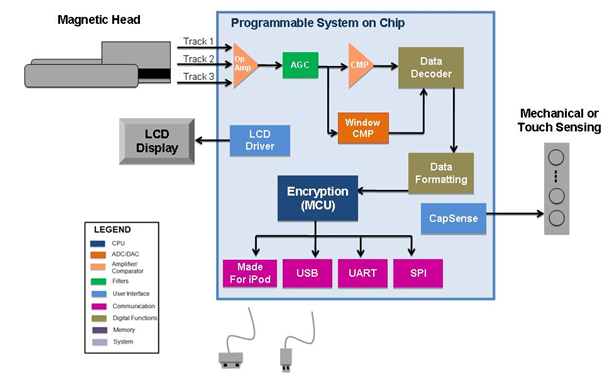 Magnetic Head
Programmable System on Chip
Track 1
Track 2
Track 3
Op
Amp
AGC
CMP
Data
Decoder
Window
CMP
Mechanical or
Touch Sensing
LCD
Display
LCD
Driver
Data
Formatting
Encryption
(MCU)
CapSense
Made
For iPod
USB
UART
SPI
LEGEND
CPU
ADC/DAC
Amplifier/
Comparator
Filters
User Interface
Communication
Digital Functions
Memory
System